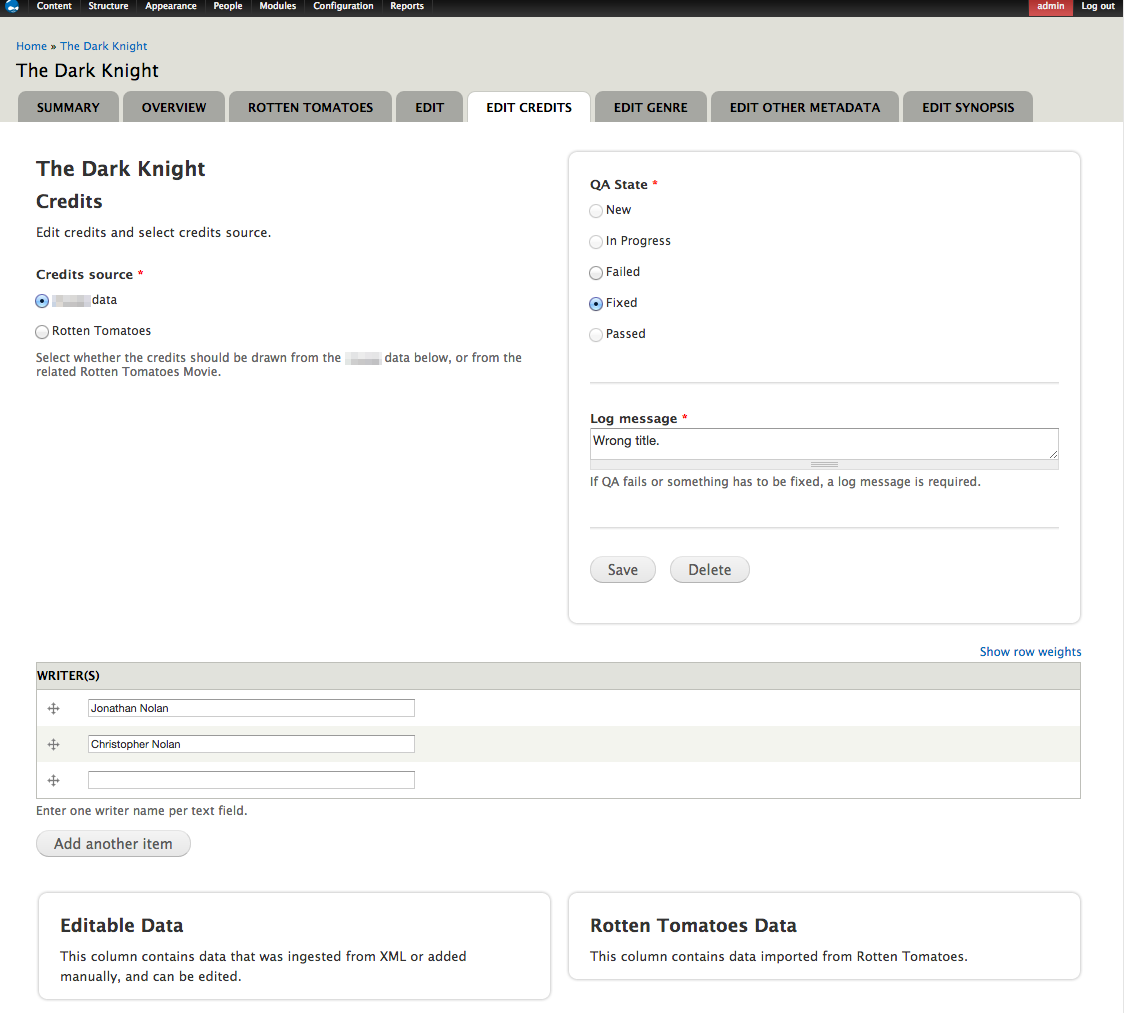 Content Structure Appearance People Modules Configuration Reports admin Log out
Home » The Dark Knight
The Dark Knight
SUMMARY OVERVIEW ROTTEN TOMATOES EDIT EDIT CREDITS EDIT GENRE EDIT OTHER METADATA EDIT SYNOPSIS
The Dark Knight
Credits
Edit credits and select credits source.
Credits source *
data
Rotten Tomatoes
Select whether the credits should be drawn from the data below, or from the
related Rotten Tomatoes Movie.
QA State *
New
In Progress
Failed
Fixed
Passed
Log message *
Wrong title.
If QA fails or something has to be fixed, a log message is required.
Save Delete
Show row weights
WRITER(S)
Jonathan Nolan
Christopher Nolan
Enter one writer name per text field.
Add another item
Editable Data
This column contains data that was ingested from XML or added
manually, and can be edited.
Rotten Tomatoes Data
This column contains data imported from Rotten Tomatoes.